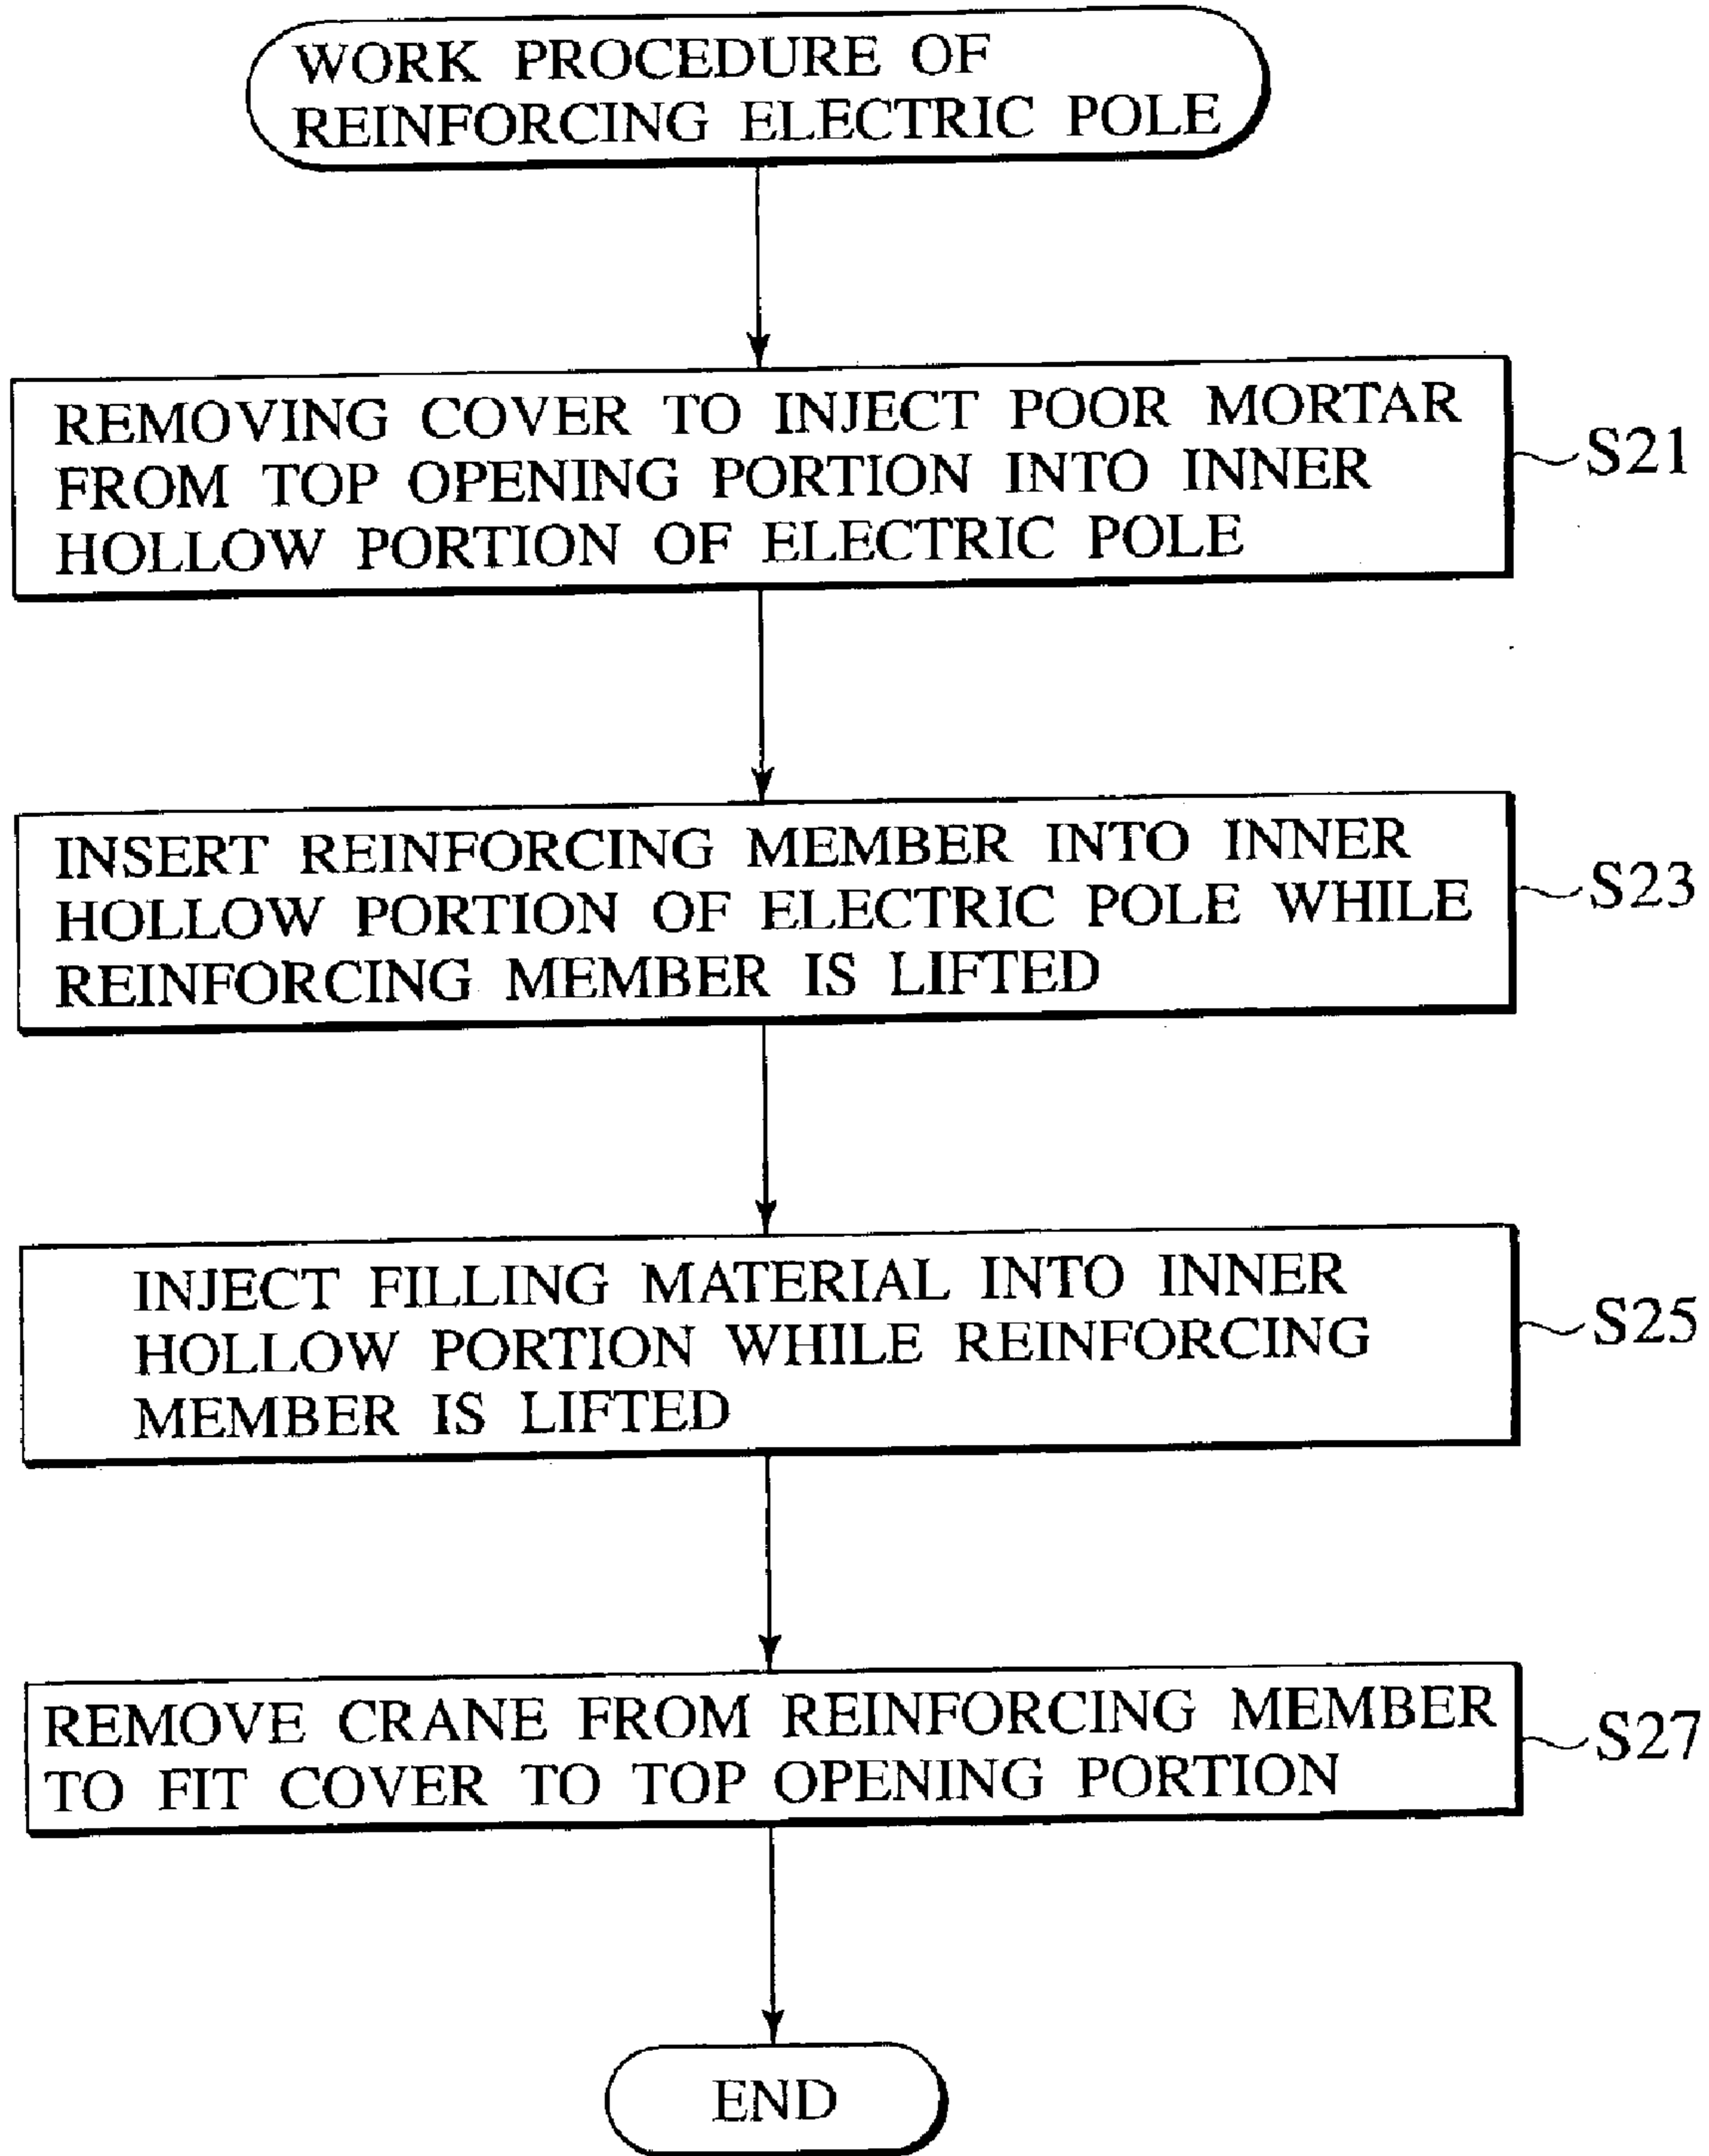 WORK PROCEDURE OF
REINFORCING ELECTRIC POLE
REMOVING COVER TO INJECT POOR MORTAR
FROM TOP OPENING PORTION INTO INNER
HOLLOW PORTION OF ELECTRIC POLE
S21
INSERT REINFORCING MEMBER INTO INNER
HOLLOW PORTION OF ELECTRIC POLE WHILE
REINFORCING MEMBER IS LIFTED
S23
INJECT FILLING MATERIAL INTO INNER
HOLLOW PORTION WHILE REINFORCING
MEMBER IS LIFTED
S25
REMOVE CRANE FROM REINFORCING MEMBER
TO FIT COVER TO TOP OPENING PORTION
S27
END